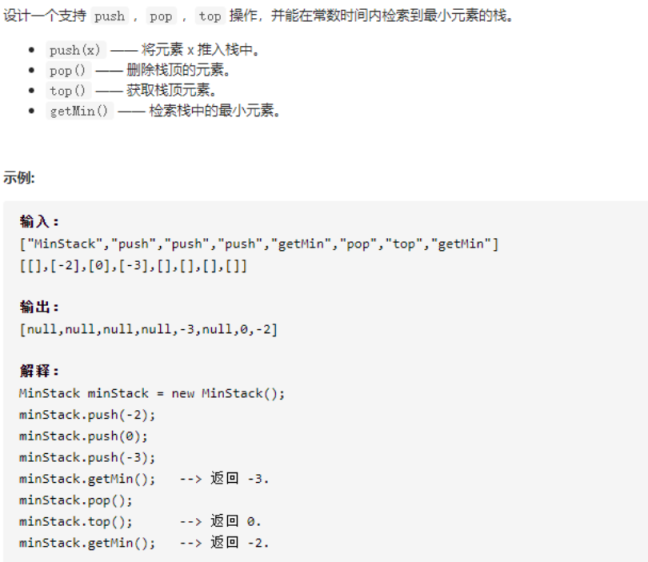 设计一个支持 push ，pop ，top 操作，并能在常数时间内检索到最小元素的栈。
• push(x) —— 将元素 x 推入栈中。
• pop() —— 删除栈顶的元素。
• top() —— 获取栈顶元素。
• getMin() —— 检索栈中的最小元素。
示例:
输入：
["MinStack","push","push","push","getMin","pop","top","getMin"]
[[],[-2],[0],[-3],[],[],[],[]]
输出：
[null,null,null,null,-3,null,0,-2]
解释：
MinStack minStack = new MinStack();
minStack.push(-2);
minStack.push(0);
minStack.push(-3);
minStack.getMin();   --> 返回 -3.
minStack.pop();
minStack.top();      --> 返回 0.
minStack.getMin();   --> 返回 -2.